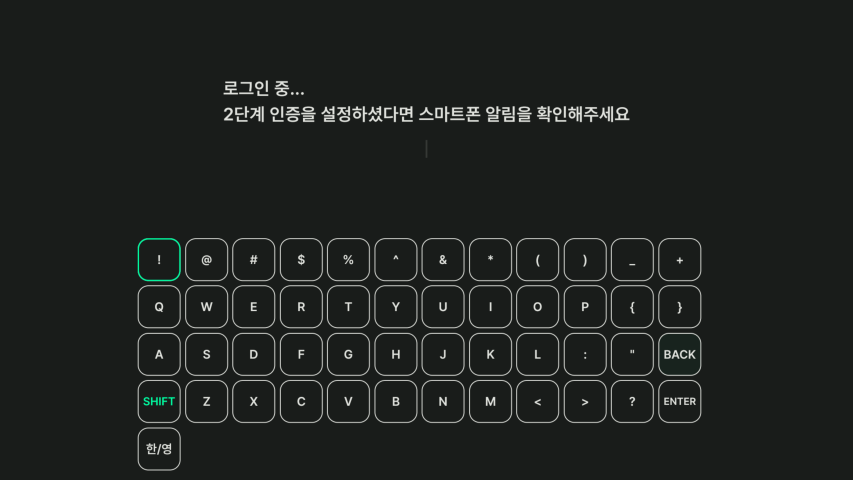 로그인 중...
2단계 인증을 설정하셨다면 스마트폰 알림을 확인해주세요
! @ # $ % ^ & * ( ) _ +
Q W E R T Y U I O P { }
A S D F G H J K L : " BACK
SHIFT Z X C V B N M < > ? ENTER
한/영